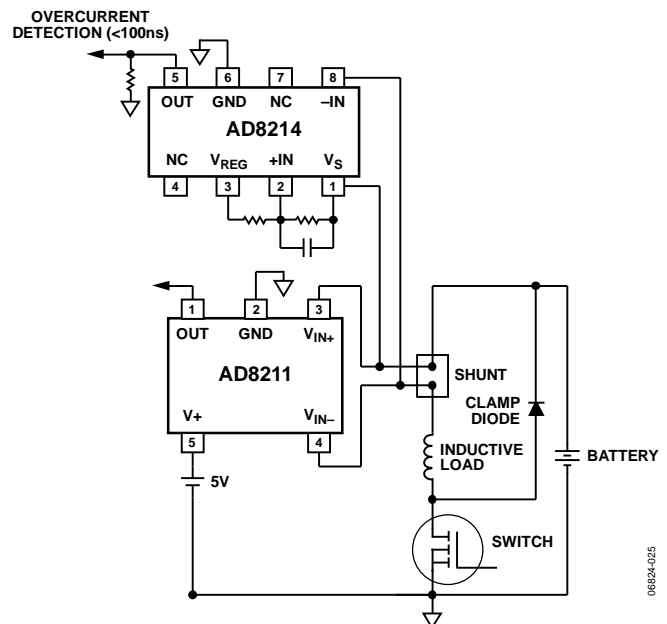 OVERCURRENT
DETECTION (<100ns)
5 6 7 8
OUT GND NC –IN
AD8214
NC VREG +IN VS
4 3 2 1
1 2 3
OUT GND VIN+
AD8211
V+ VIN–
5 4
5V
SHUNT
CLAMP
DIODE
INDUCTIVE
LOAD
BATTERY
SWITCH
06824-025